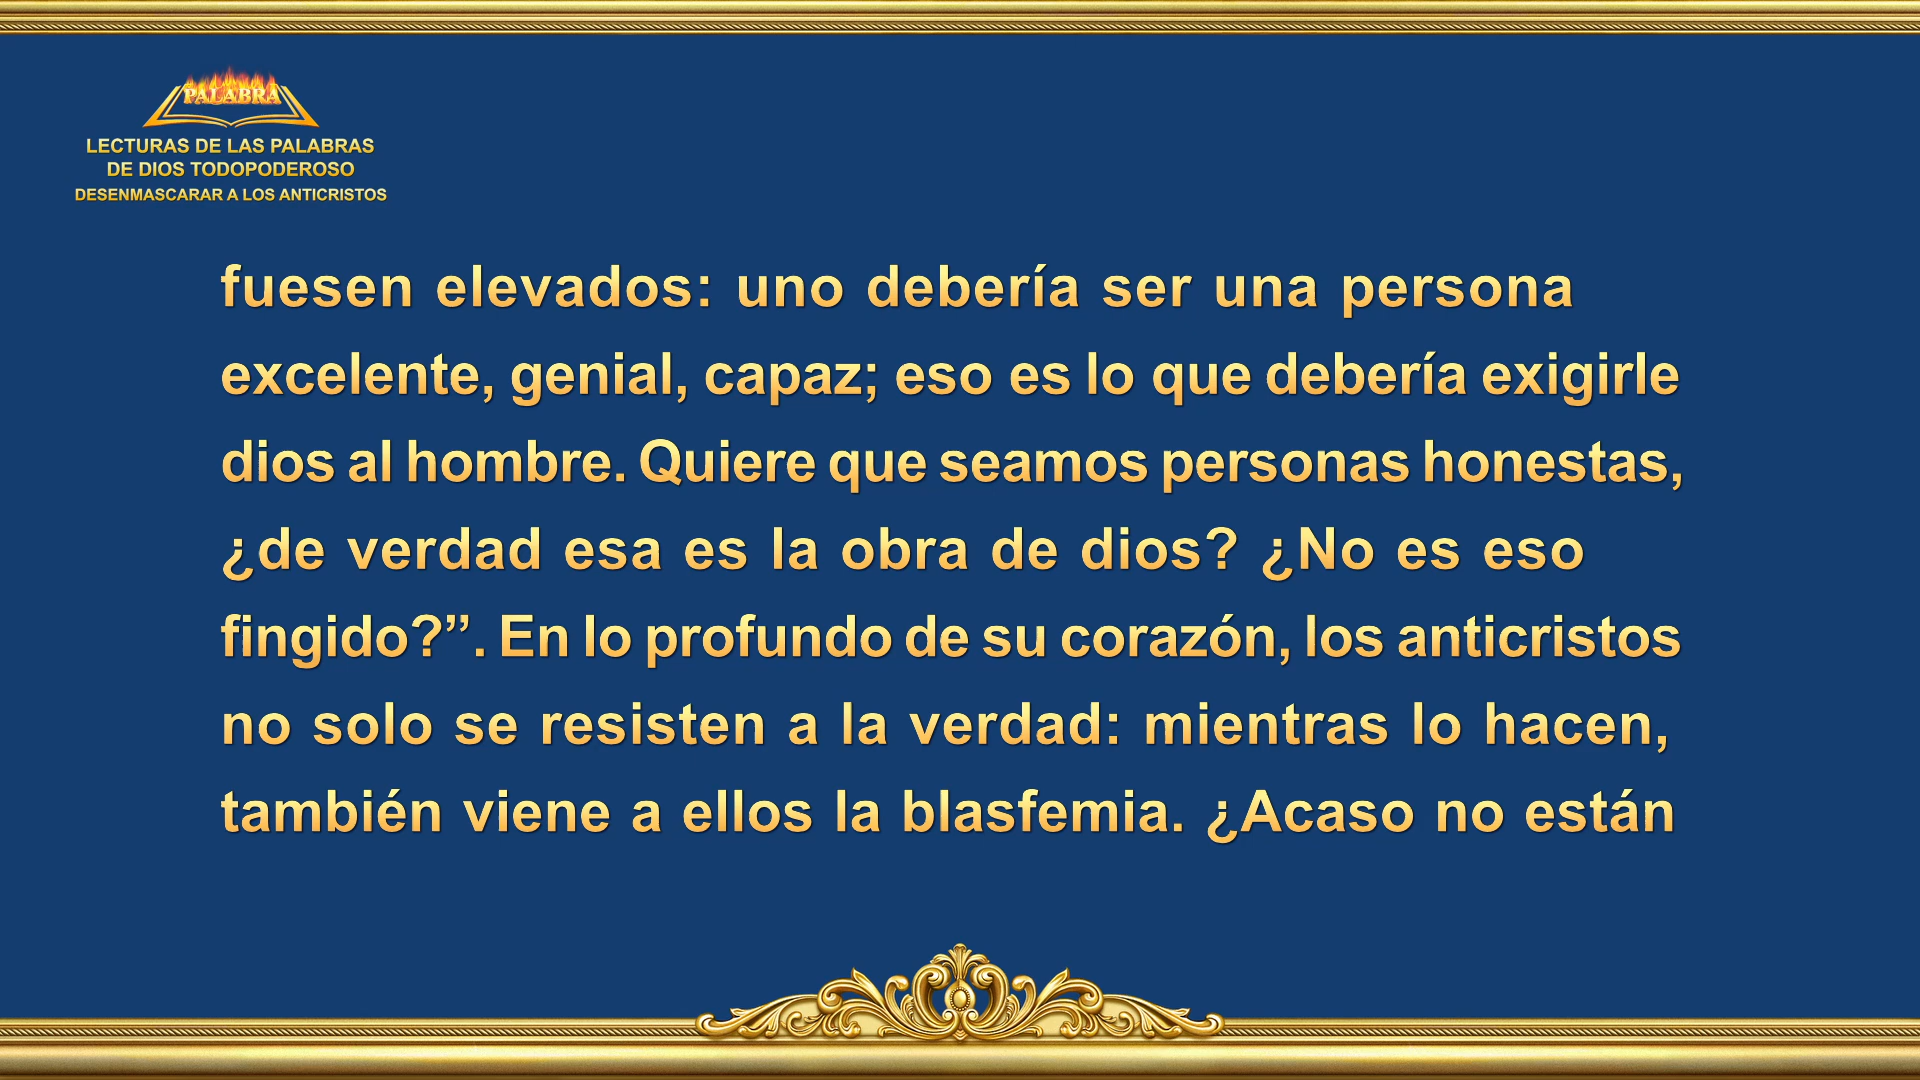 PALABRA
LECTURAS DE LAS PALABRAS
DE DIOS TODOPODEROSO
DESENMASCARAR A LOS ANTICRISTOS
fuesen elevados: uno debería ser una persona
excelente, genial, capaz; eso es lo que debería exigirle
dios al hombre. Quiere que seamos personas honestas,
¿de verdad esa es la obra de dios? ¿No es eso
fingido?”. En lo profundo de su corazón, los anticristos
no solo se resisten a la verdad: mientras lo hacen,
también viene a ellos la blasfemia. ¿Acaso no están